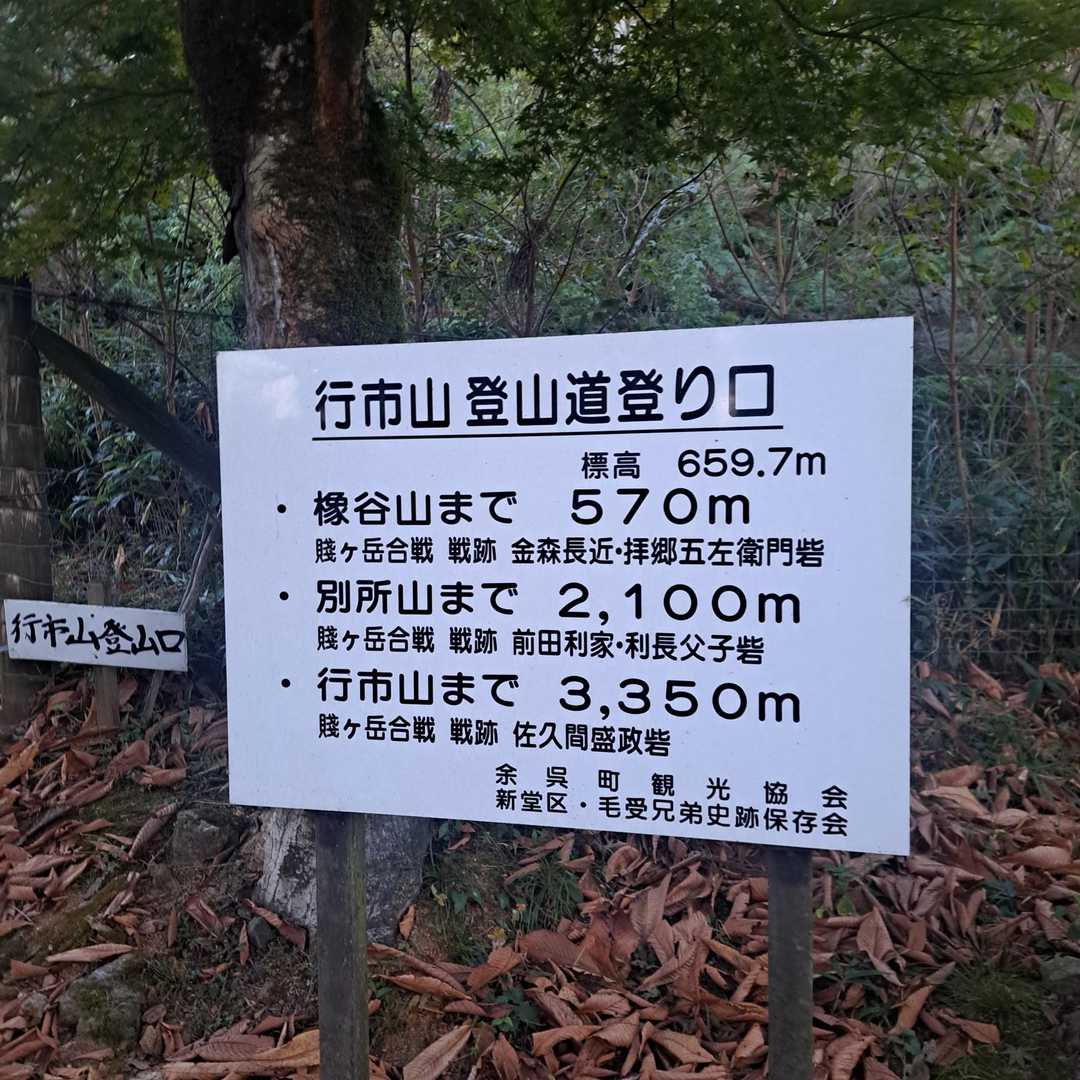 行市山 登山道登り口
標高 659.7m
・橡谷山まで 570m
賤ヶ岳合戦 戦跡 金森長近・拝郷五左衛門砦
・別所山まで 2,100m
賤ヶ岳合戦 戦跡 前田利家・利長父子砦
・行市山まで 3,350m
賤ヶ岳合戦 戦跡 佐久間盛政砦
余呉町観光協会
新堂区・毛受兄弟史跡保存会
行市山登山口